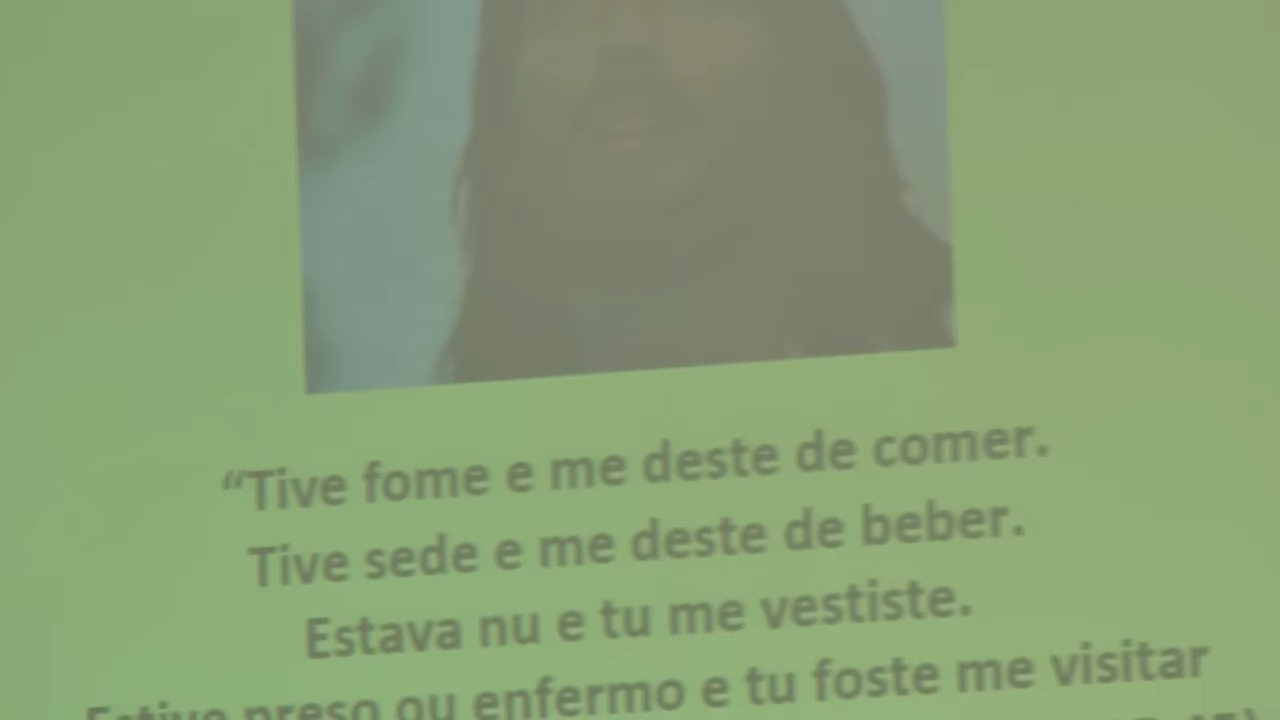 “Tive fome e me deste de comer.
Tive sede e me deste de beber.
Estava nu e tu me vestiste.
Estive preso ou enfermo e tu foste me visitar